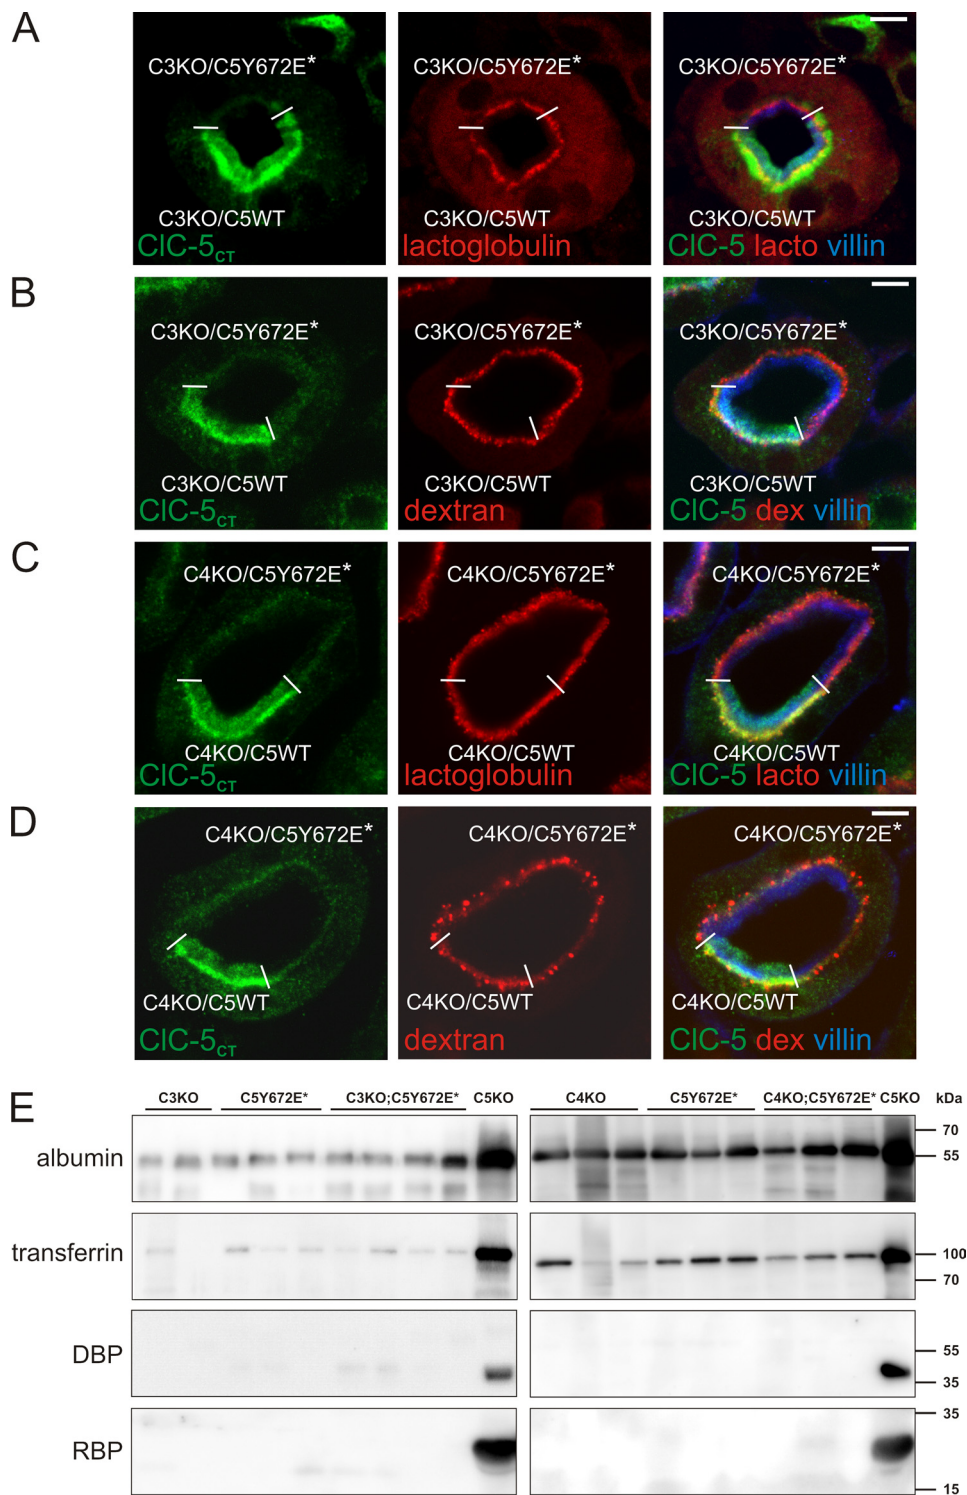 A
C3KO/C5Y672E*
C3KO/C5WT
ClC-5CT
C3KO/C5Y672E*
C3KO/C5WT
lactoglobulin
C3KO/C5Y672E*
C3KO/C5WT
ClC-5 lacto villin
B
C3KO/C5Y672E*
C3KO/C5WT
ClC-5CT
C3KO/C5Y672E*
C3KO/C5WT
dextran
C3KO/C5Y672E*
C3KO/C5WT
ClC-5 dex villin
C
C4KO/C5Y672E*
C4KO/C5WT
ClC-5CT
C4KO/C5Y672E*
C4KO/C5WT
lactoglobulin
C4KO/C5Y672E*
C4KO/C5WT
ClC-5 lacto villin
D
C4KO/C5Y672E*
C4KO/C5WT
ClC-5CT
C4KO/C5Y672E*
C4KO/C5WT
dextran
C4KO/C5Y672E*
C4KO/C5WT
ClC-5 dex villin
E
C3KO C5Y672E* C3KO;C5Y672E* C5KO C4KO C5Y672E* C4KO;C5Y672E* C5KO kDa
albumin
70
55
transferrin
100
70
DBP
55
35
RBP
35
15